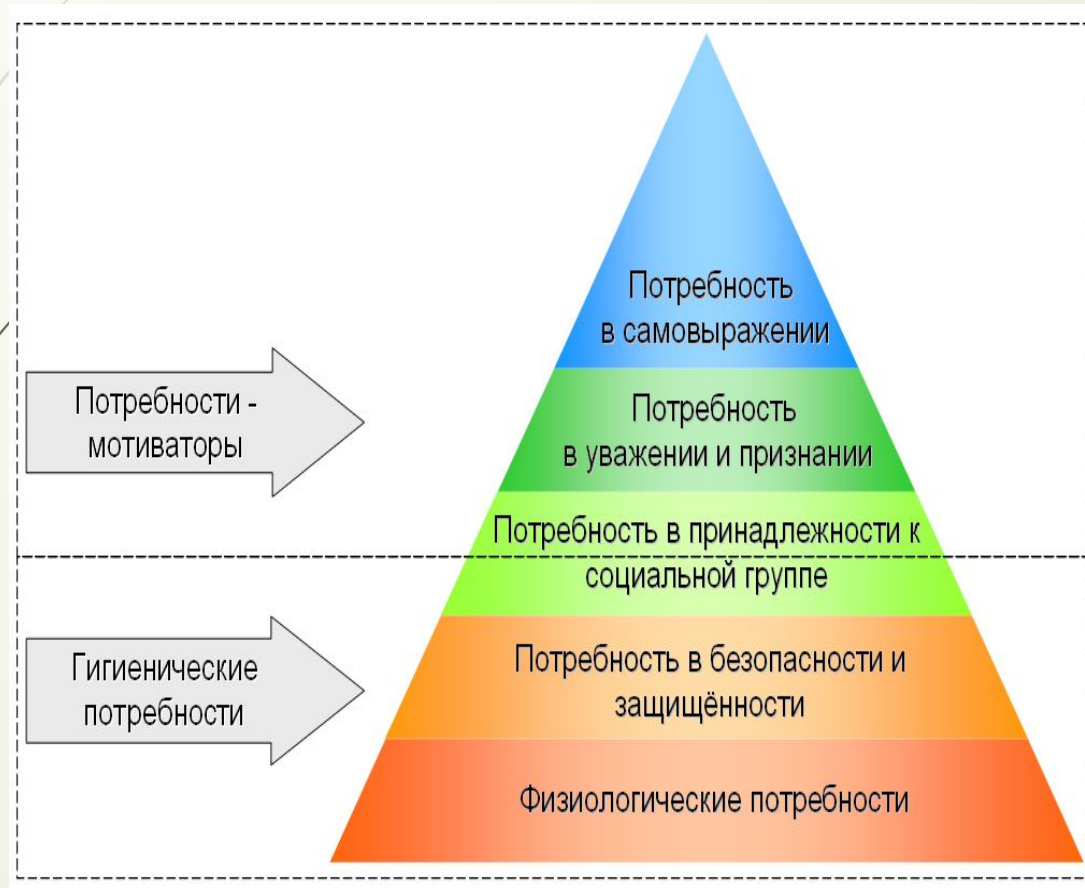 Потребность
в самовыражении
Потребности -
мотиваторы
Потребность
в уважении и признании
Потребность в принадлежности к
социальной группе
Гигиенические
потребности
Потребность в безопасности и
защищённости
Физиологические потребности